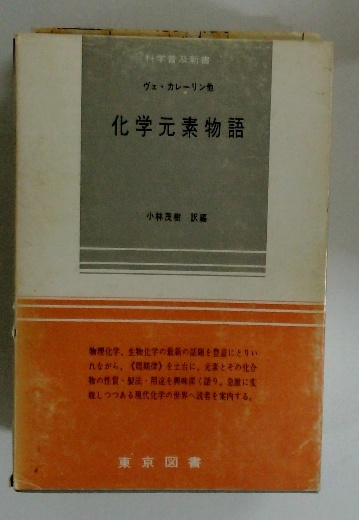 科学普及新書
ヴェ・カレーリン他
化学元素物語
小林茂樹 訳編
物理化学、生物化学の最新の話題を豊富にとりい
れながら、《周期律》を土台に、元素とその化合
物の性質・製法・用途を興味深く語り、急激に変
貌しつつある現代化学の世界へ読者を案内する。
東京図書